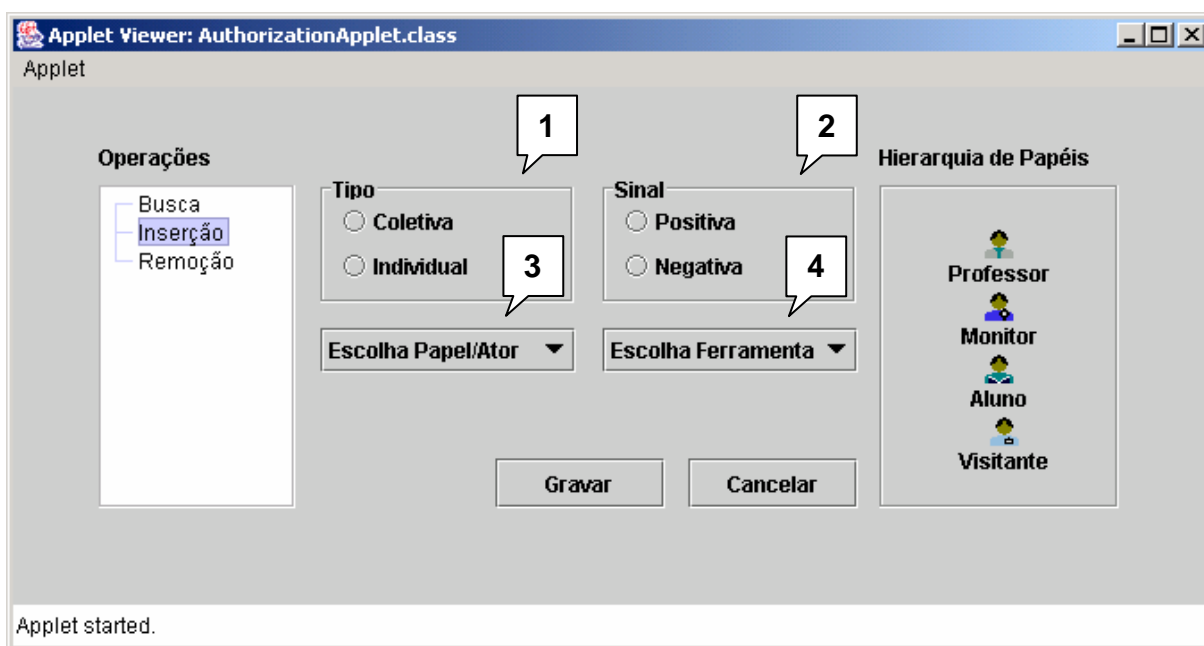 Applet Viewer: AuthorizationApplet.class
Applet
1
2
Operações
Hierarquia de Papéis
Busca
Inserção
Remoção
Tipo
Coletiva
Individual
Sinal
Positiva
Negativa
3
4
Escolha Papel/Ator
Escolha Ferramenta
Professor
Monitor
Aluno
Visitante
Gravar
Cancelar
Applet started.